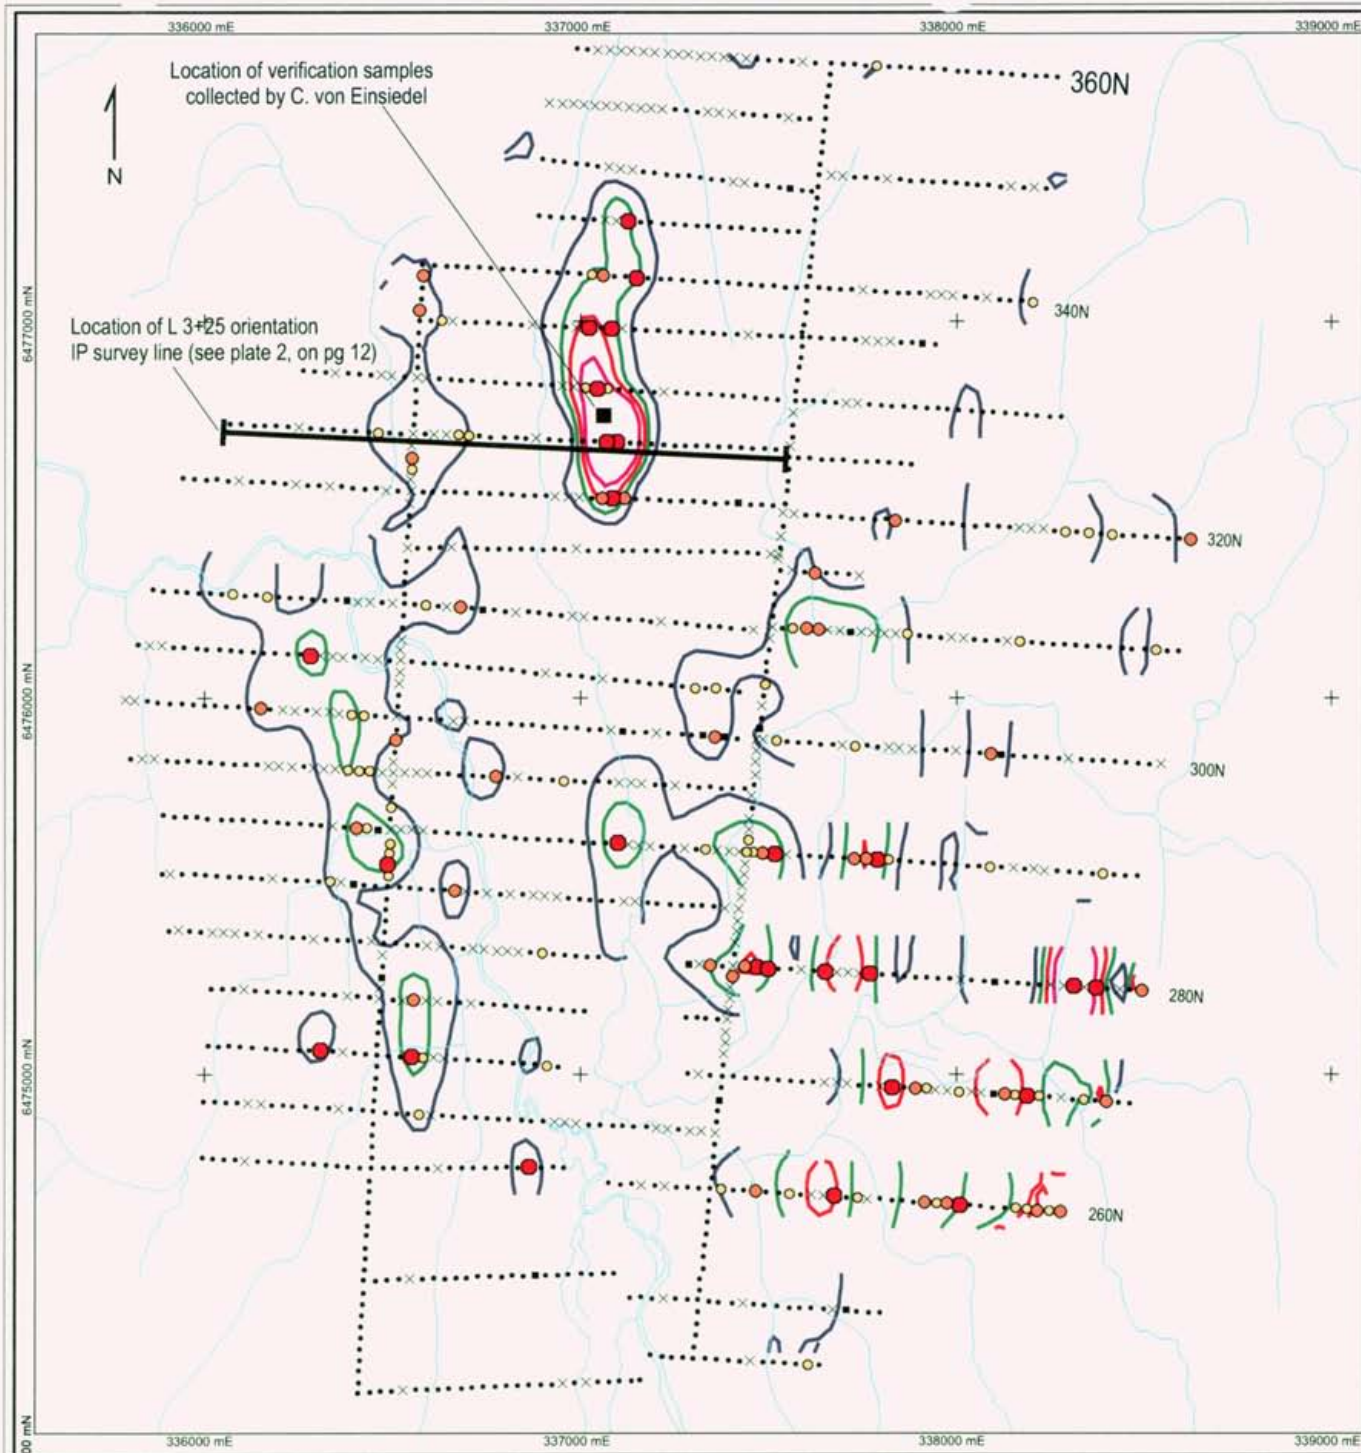 336000 mE
337000 mE
338000 mE
339000 mE
Location of verification samples
collected by C. von Einsiedel
360N
N
6477000 mN
Location of L 3+25 orientation
IP survey line (see plate 2, on pg 12)
340N
320N
6476000 mN
300N
280N
6475000 mN
260N
00 mN
336000 mE
337000 mE
338000 mE
339000 mE